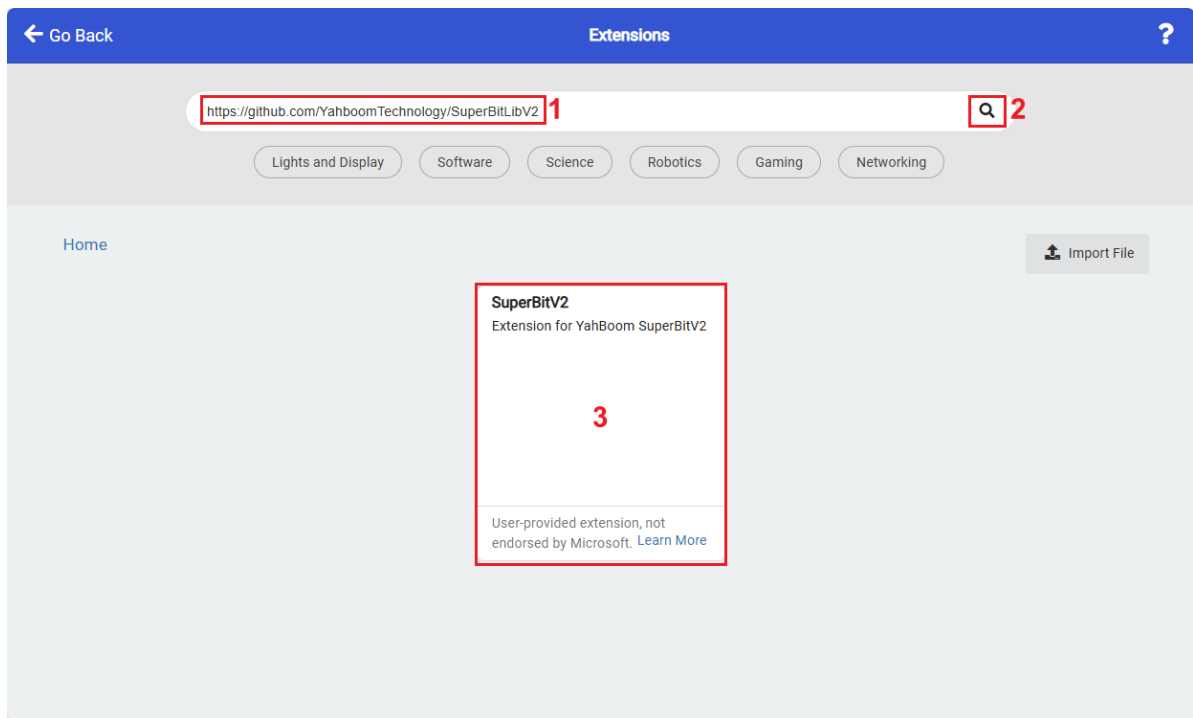 Go Back
Extensions
?
https://github.com/YahboomTechnology/SuperBitLibV2
1
2
Lights and Display
Software
Science
Robotics
Gaming
Networking
Home
Import File
SuperBitV2
Extension for YahBoom SuperBitV2
3
User-provided extension, not
endorsed by Microsoft. Learn More